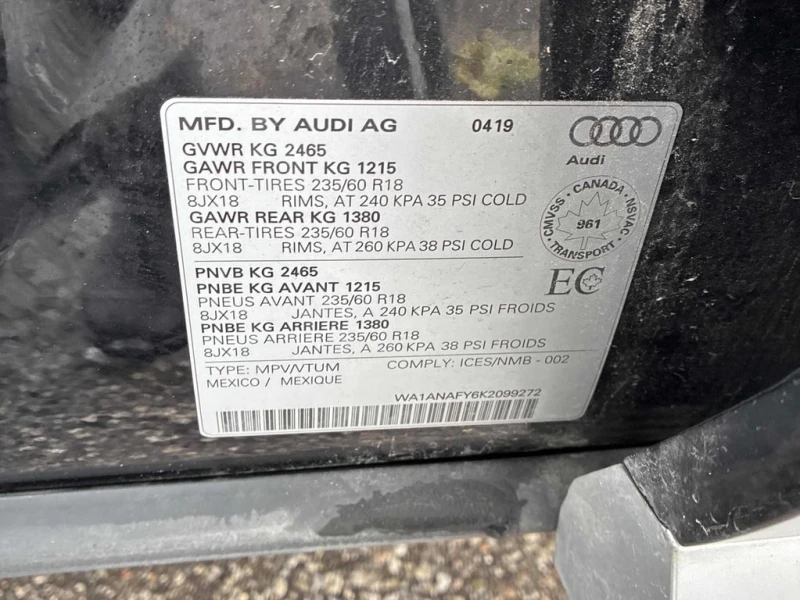 MFD. BY AUDI AG 0419
Audi
GVWR KG 2465
GAWR FRONT KG 1215
FRONT-TIRES 235/60 R18
8JX18 RIMS, AT 240 KPA 35 PSI COLD
GAWR REAR KG 1380
REAR-TIRES 235/60 R18
8JX18 RIMS, AT 260 KPA 38 PSI COLD
CMVSS · CANADA · NSVAC
961
· TRANSPORT ·
PNVB KG 2465
PNBE KG AVANT 1215
PNEUS AVANT 235/60 R18
8JX18 JANTES, A 240 KPA 35 PSI FROIDS
PNBE KG ARRIERE 1380
PNEUS ARRIERE 235/60 R18
8JX18 JANTES, A 260 KPA 38 PSI FROIDS
EC
TYPE: MPV/VTUM COMPLY: ICES/NMB - 002
MEXICO / MEXIQUE
WA1ANAFY6K2099272